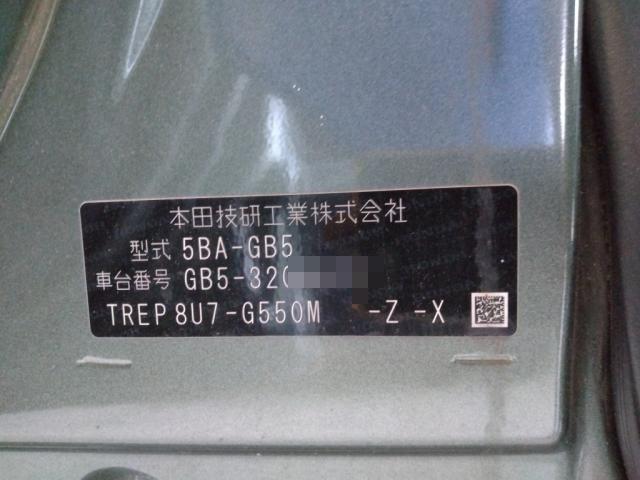 本田技研工業株式会社
型式 5BA-GB5
車台番号 GB5-320
TREP 8U7-G550M -Z -X